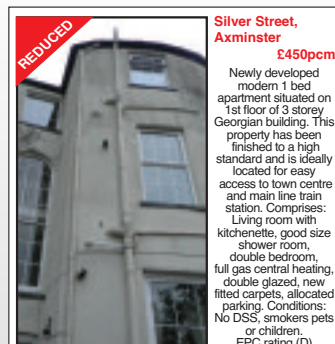 REDUCED
Silver Street,
Axminster
£450pcm
Newly developed
modern 1 bed
apartment situated on
1st floor of 3 storey
Georgian building. This
property has been
finished to a high
standard and is ideally
located for easy
access to town centre
and main line train
station. Comprises:
Living room with
kitchenette, good size
shower room,
double bedroom,
full gas central heating,
double glazed, new
fitted carpets, allocated
parking. Conditions:
No DSS, smokers pets
or children.
EPC rating (D)